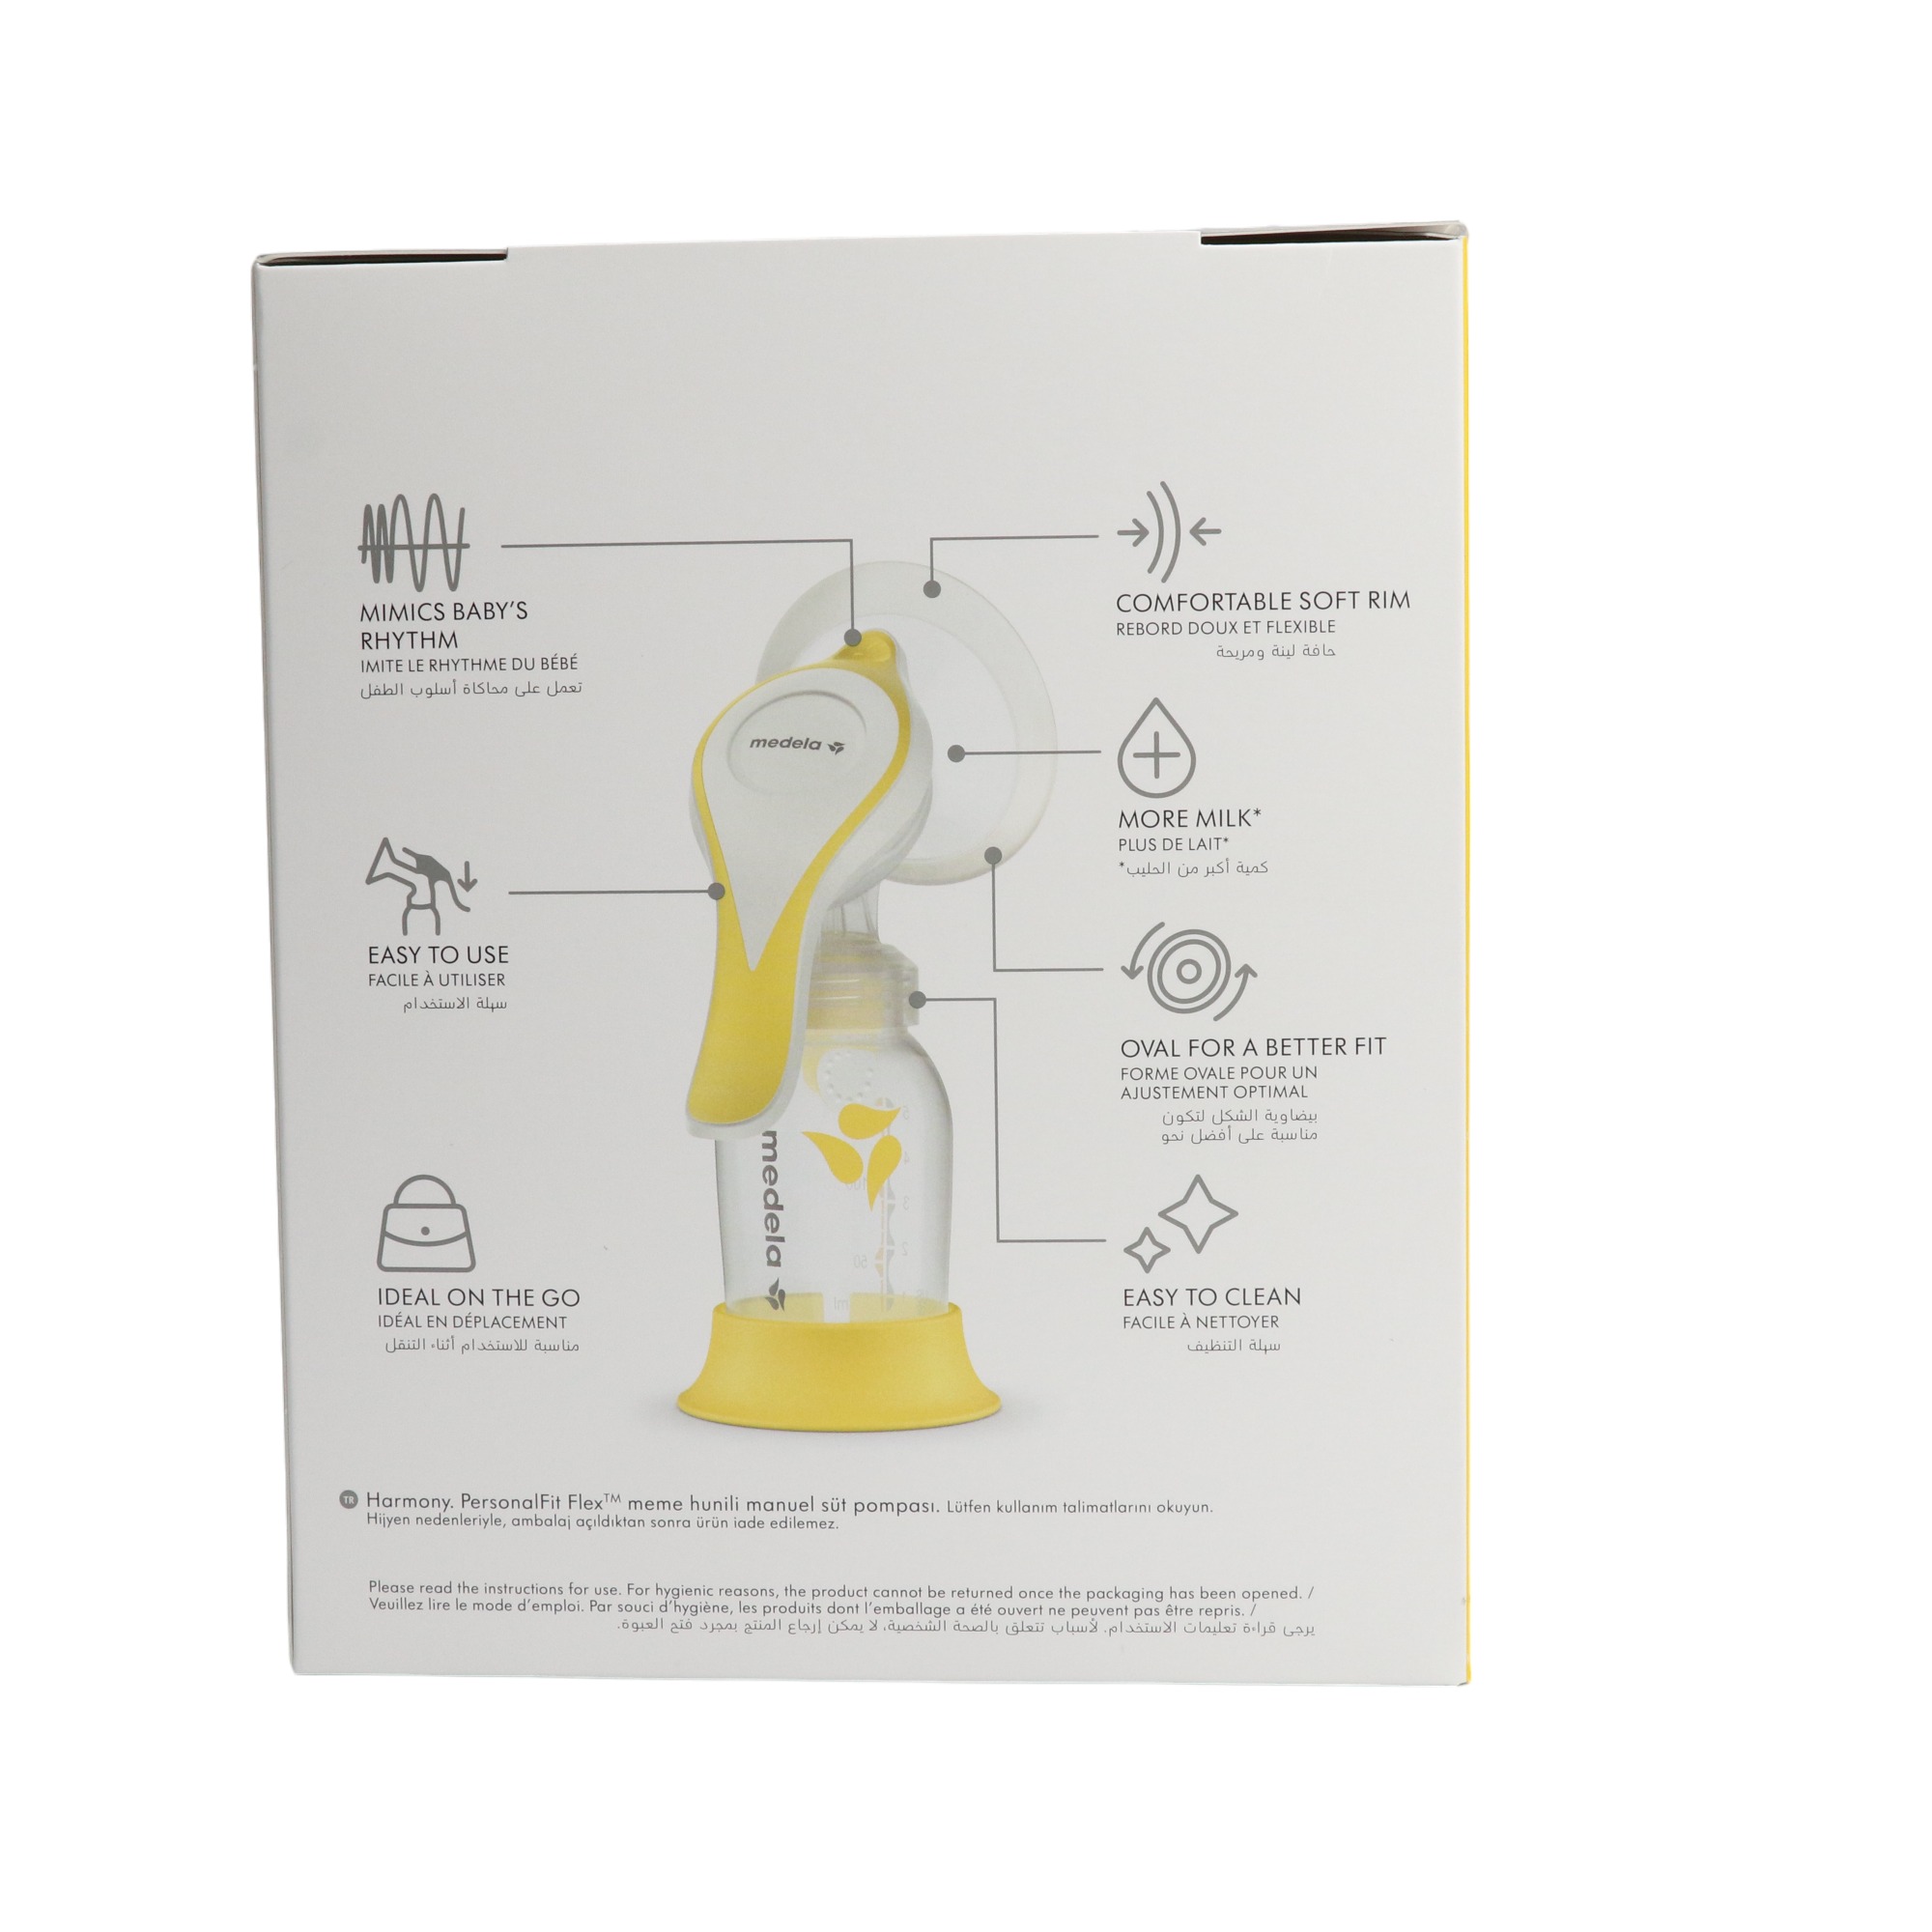 MIMICS BABY'S
RHYTHM
IMITE LE RHYTHME DU BÉBÉ
تعمل على محاكاة أسلوب الطفل
COMFORTABLE SOFT RIM
REBORD DOUX ET FLEXIBLE
حافة لينة ومريحة
medela
MORE MILK*
PLUS DE LAIT*
كمية أكبر من الحليب*
EASY TO USE
FACILE À UTILISER
سهلة الاستخدام
OVAL FOR A BETTER FIT
FORME OVALE POUR UN
AJUSTEMENT OPTIMAL
بيضاوية الشكل لتكون
مناسبة على أفضل نحو
medela
5
4
3
2
50
ml
IDEAL ON THE GO
IDÉAL EN DÉPLACEMENT
مناسبة للاستخدام أثناء التنقل
EASY TO CLEAN
FACILE À NETTOYER
سهلة التنظيف
TR Harmony. PersonalFit Flex™ meme hunili manuel süt pompası. Lütfen kullanım talimatlarını okuyun.
Hijyen nedenleriyle, ambalaj açıldıktan sonra ürün iade edilemez.
Please read the instructions for use. For hygienic reasons, the product cannot be returned once the packaging has been opened. /
Veuillez lire le mode d'emploi. Par souci d'hygiène, les produits dont l'emballage a été ouvert ne peuvent pas être repris. /
يرجى قراءة تعليمات الاستخدام. لأسباب تتعلق بالصحة الشخصية، لا يمكن إرجاع المنتج بمجرد فتح العبوة.